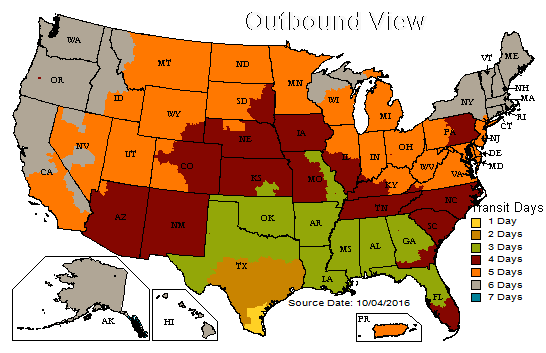 Outbound View
WA
VT
ME
MT
ND
OR
MN
NH
ID
WI
NY
MA
SD
MI
RI
WY
CT
IA
PA
NE
NJ
NV
OH
DE
IL
IN
UT
MD
CO
WV
CA
VA
KS
MO
KY
NC
TN
OK
AZ
NM
AR
SC
MS
AL
GA
TX
LA
FL
AK
HI
PR
Transit Days
1 Day
2 Days
3 Days
4 Days
5 Days
6 Days
7 Days
Source Date: 10/04/2016